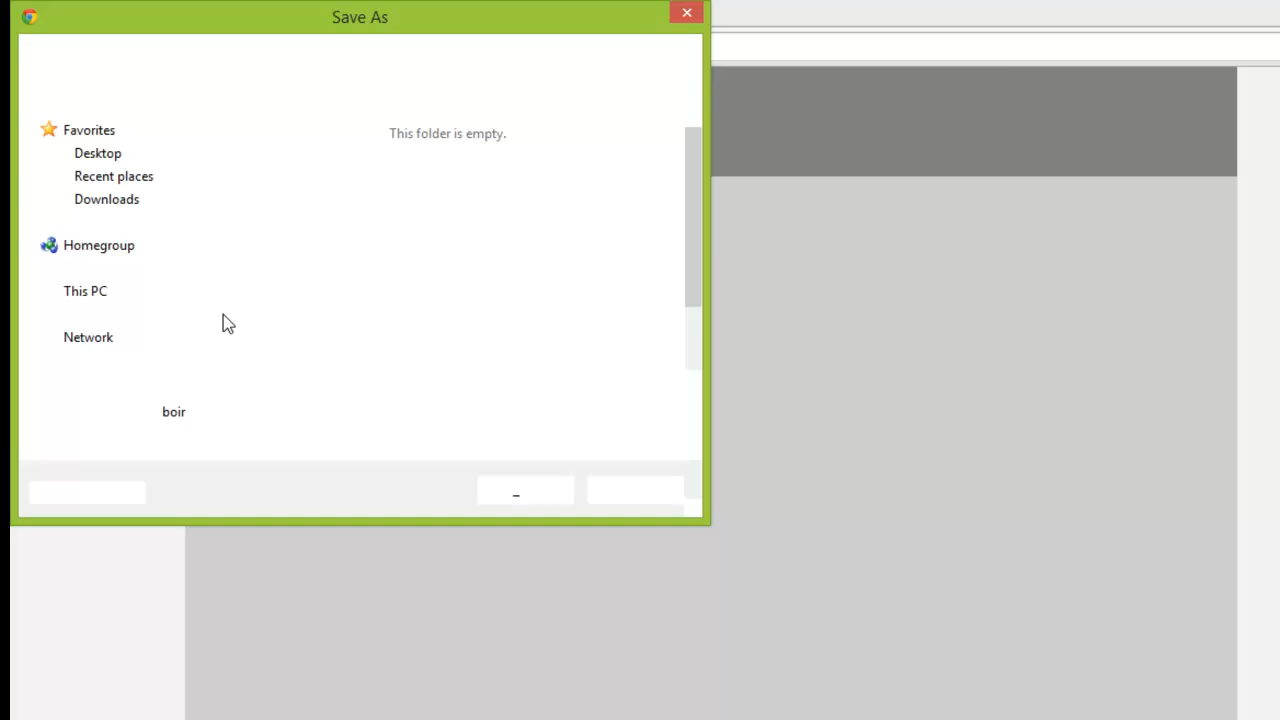 Save As
Favorites
This folder is empty.
Desktop
Recent places
Downloads
Homegroup
This PC
Network
boir